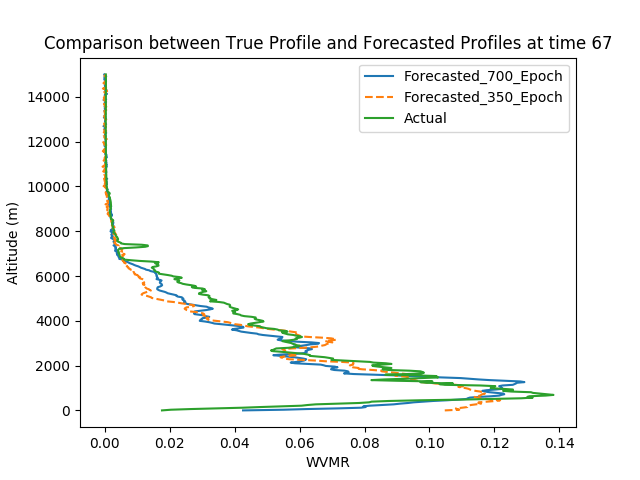 Comparison between True Profile and Forecasted Profiles at time 67
Forecasted_700_Epoch
Forecasted_350_Epoch
Actual
14000
12000
10000
8000
6000
4000
2000
0
Altitude (m)
0.00 0.02 0.04 0.06 0.08 0.10 0.12 0.14
WVMR